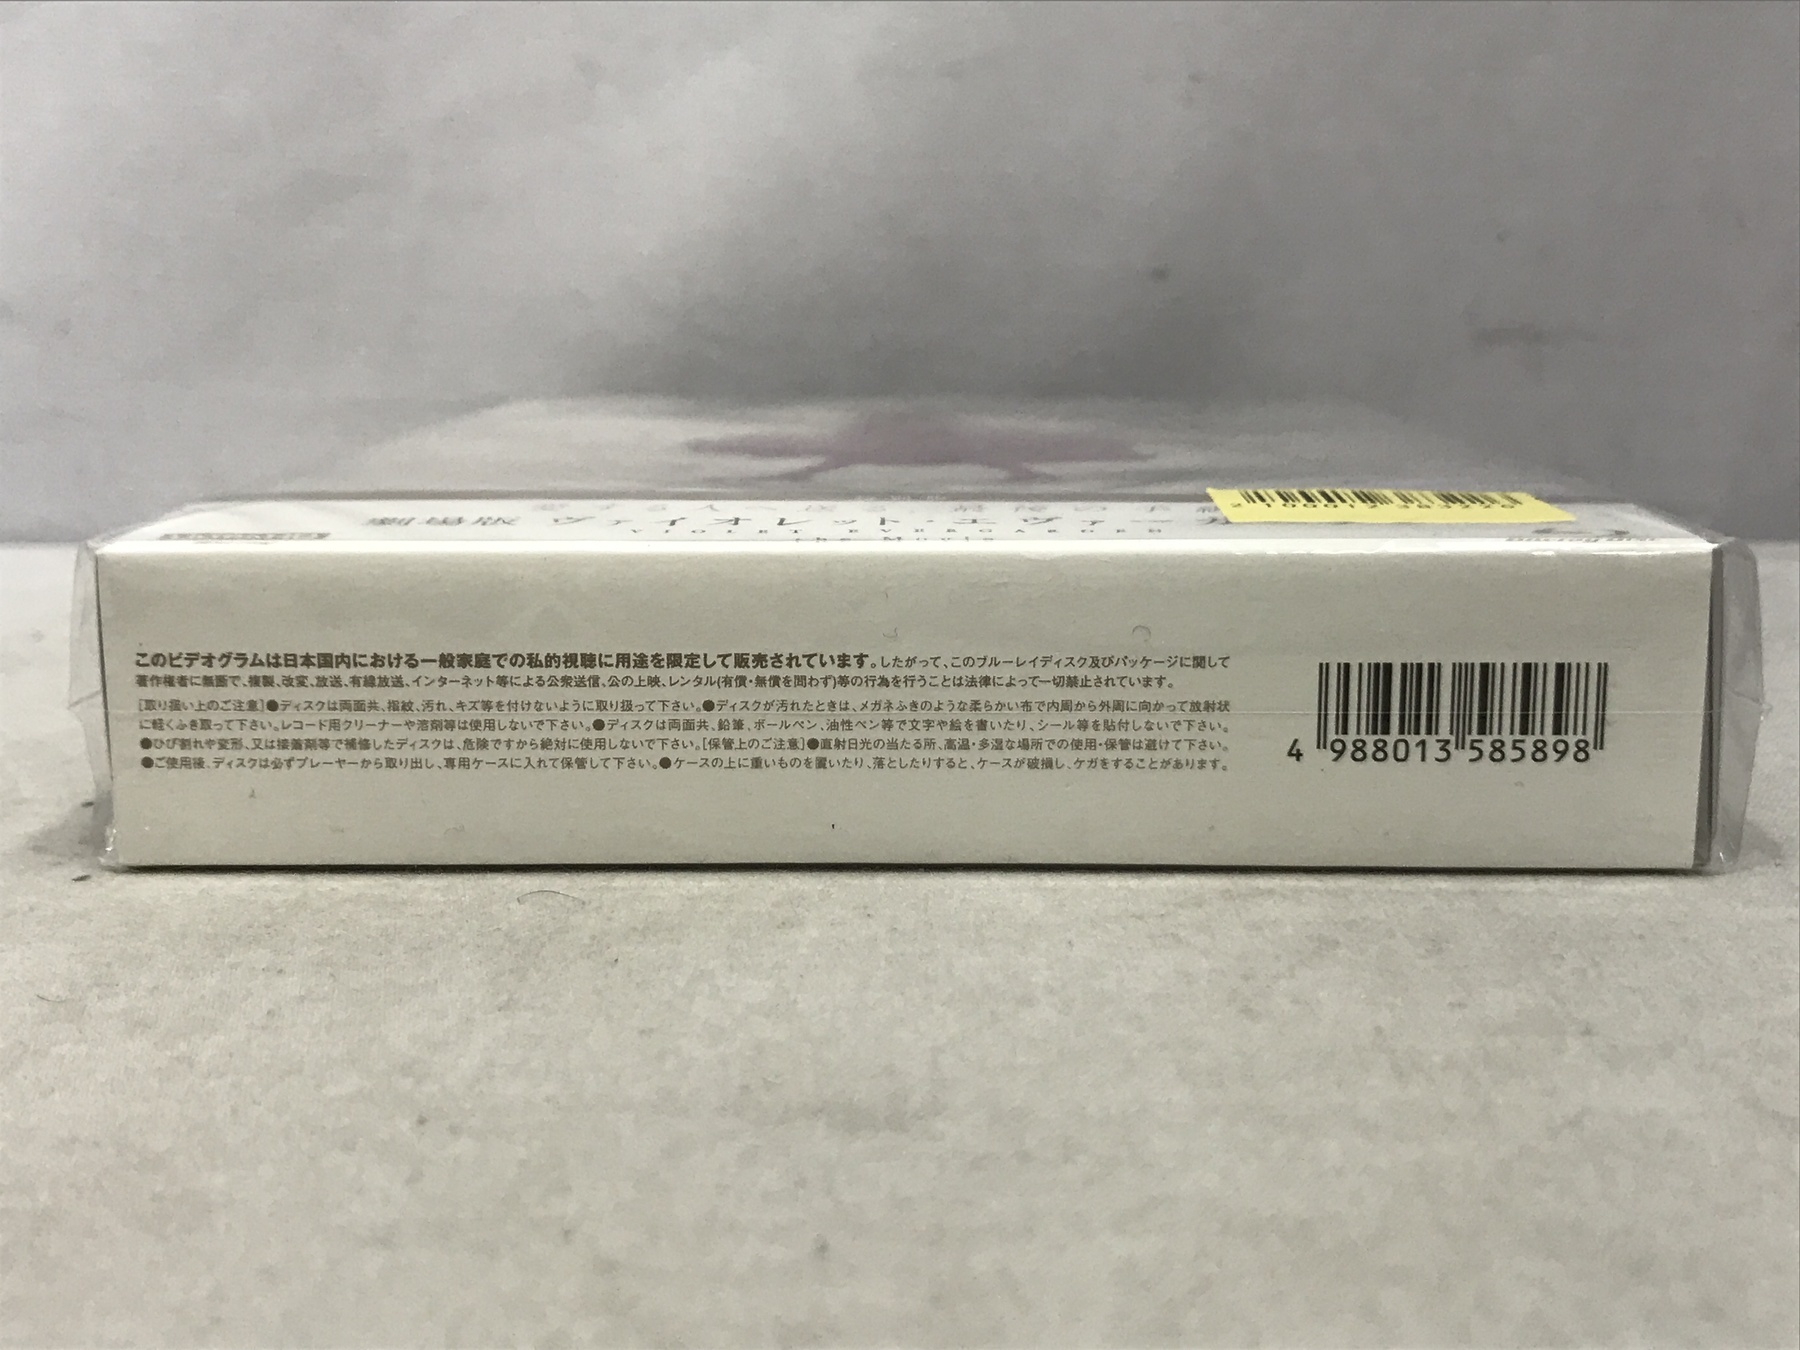 愛する人へ送る、最後の手紙
劇場版 ヴァイオレット・エヴァーガ
VIOLET EVERGARDEN
the Movie
このビデオグラムは日本国内における一般家庭での私的視聴に用途を限定して販売されています。したがって、このブルーレイディスク及びパッケージに関して
著作権者に無断で、複製、改変、放送、有線放送、インターネット等による公衆送信、公の上映、レンタル(有償・無償を問わず)等の行為を行うことは法律によって一切禁止されています。
[取り扱い上のご注意]●ディスクは両面共、指紋、汚れ、キズ等を付けないように取り扱って下さい。●ディスクが汚れたときは、メガネふきのような柔らかい布で内周から外周に向かって放射状
に軽くふき取って下さい。レコード用クリーナーや溶剤等は使用しないで下さい。●ディスクは両面共、鉛筆、ボールペン、油性ペン等で文字や絵を書いたり、シール等を貼付しないで下さい。
●ひび割れや変形、又は接着剤等で補修したディスクは、危険ですから絶対に使用しないで下さい。[保管上のご注意]●直射日光の当たる所、高温・多湿な場所での使用・保管は避けて下さい。
●ご使用後、ディスクは必ずプレーヤーから取り出し、専用ケースに入れて保管して下さい。●ケースの上に重いものを置いたり、落としたりすると、ケースが破損し、ケガをすることがあります。
4 988013 585898